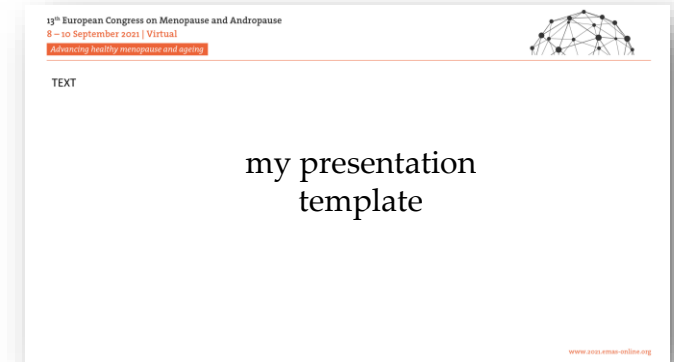 13th European Congress on Menopause and Andropause
8 – 10 September 2021 | Virtual
Advancing healthy menopause and ageing
TEXT
my presentation
template
www.2021.emas-online.org